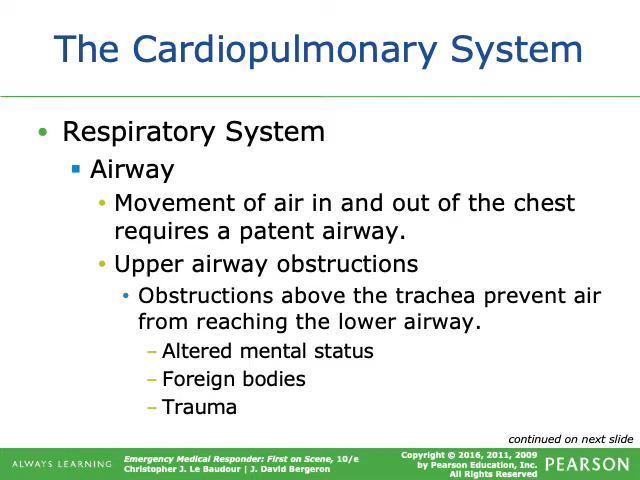 The Cardiopulmonary System
• Respiratory System
▪ Airway
• Movement of air in and out of the chest
requires a patent airway.
• Upper airway obstructions
• Obstructions above the trachea prevent air
from reaching the lower airway.
– Altered mental status
– Foreign bodies
– Trauma
continued on next slide
ALWAYS LEARNING
Emergency Medical Responder: First on Scene, 10/e
Christopher J. Le Baudour | J. David Bergeron
Copyright © 2016, 2011, 2009
by Pearson Education, Inc.
All Rights Reserved
PEARSON